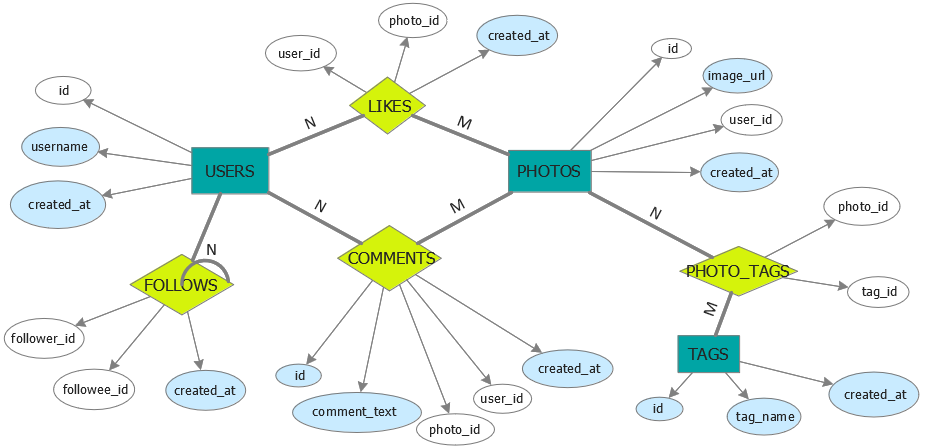 photo_id
created_at
user_id
id
id
image_url
LIKES
user_id
N
M
username
USERS
PHOTOS
created_at
created_at
N
M
N
photo_id
N
COMMENTS
PHOTO_TAGS
FOLLOWS
tag_id
M
follower_id
TAGS
id
created_at
followee_id
created_at
user_id
created_at
comment_text
id
tag_name
photo_id